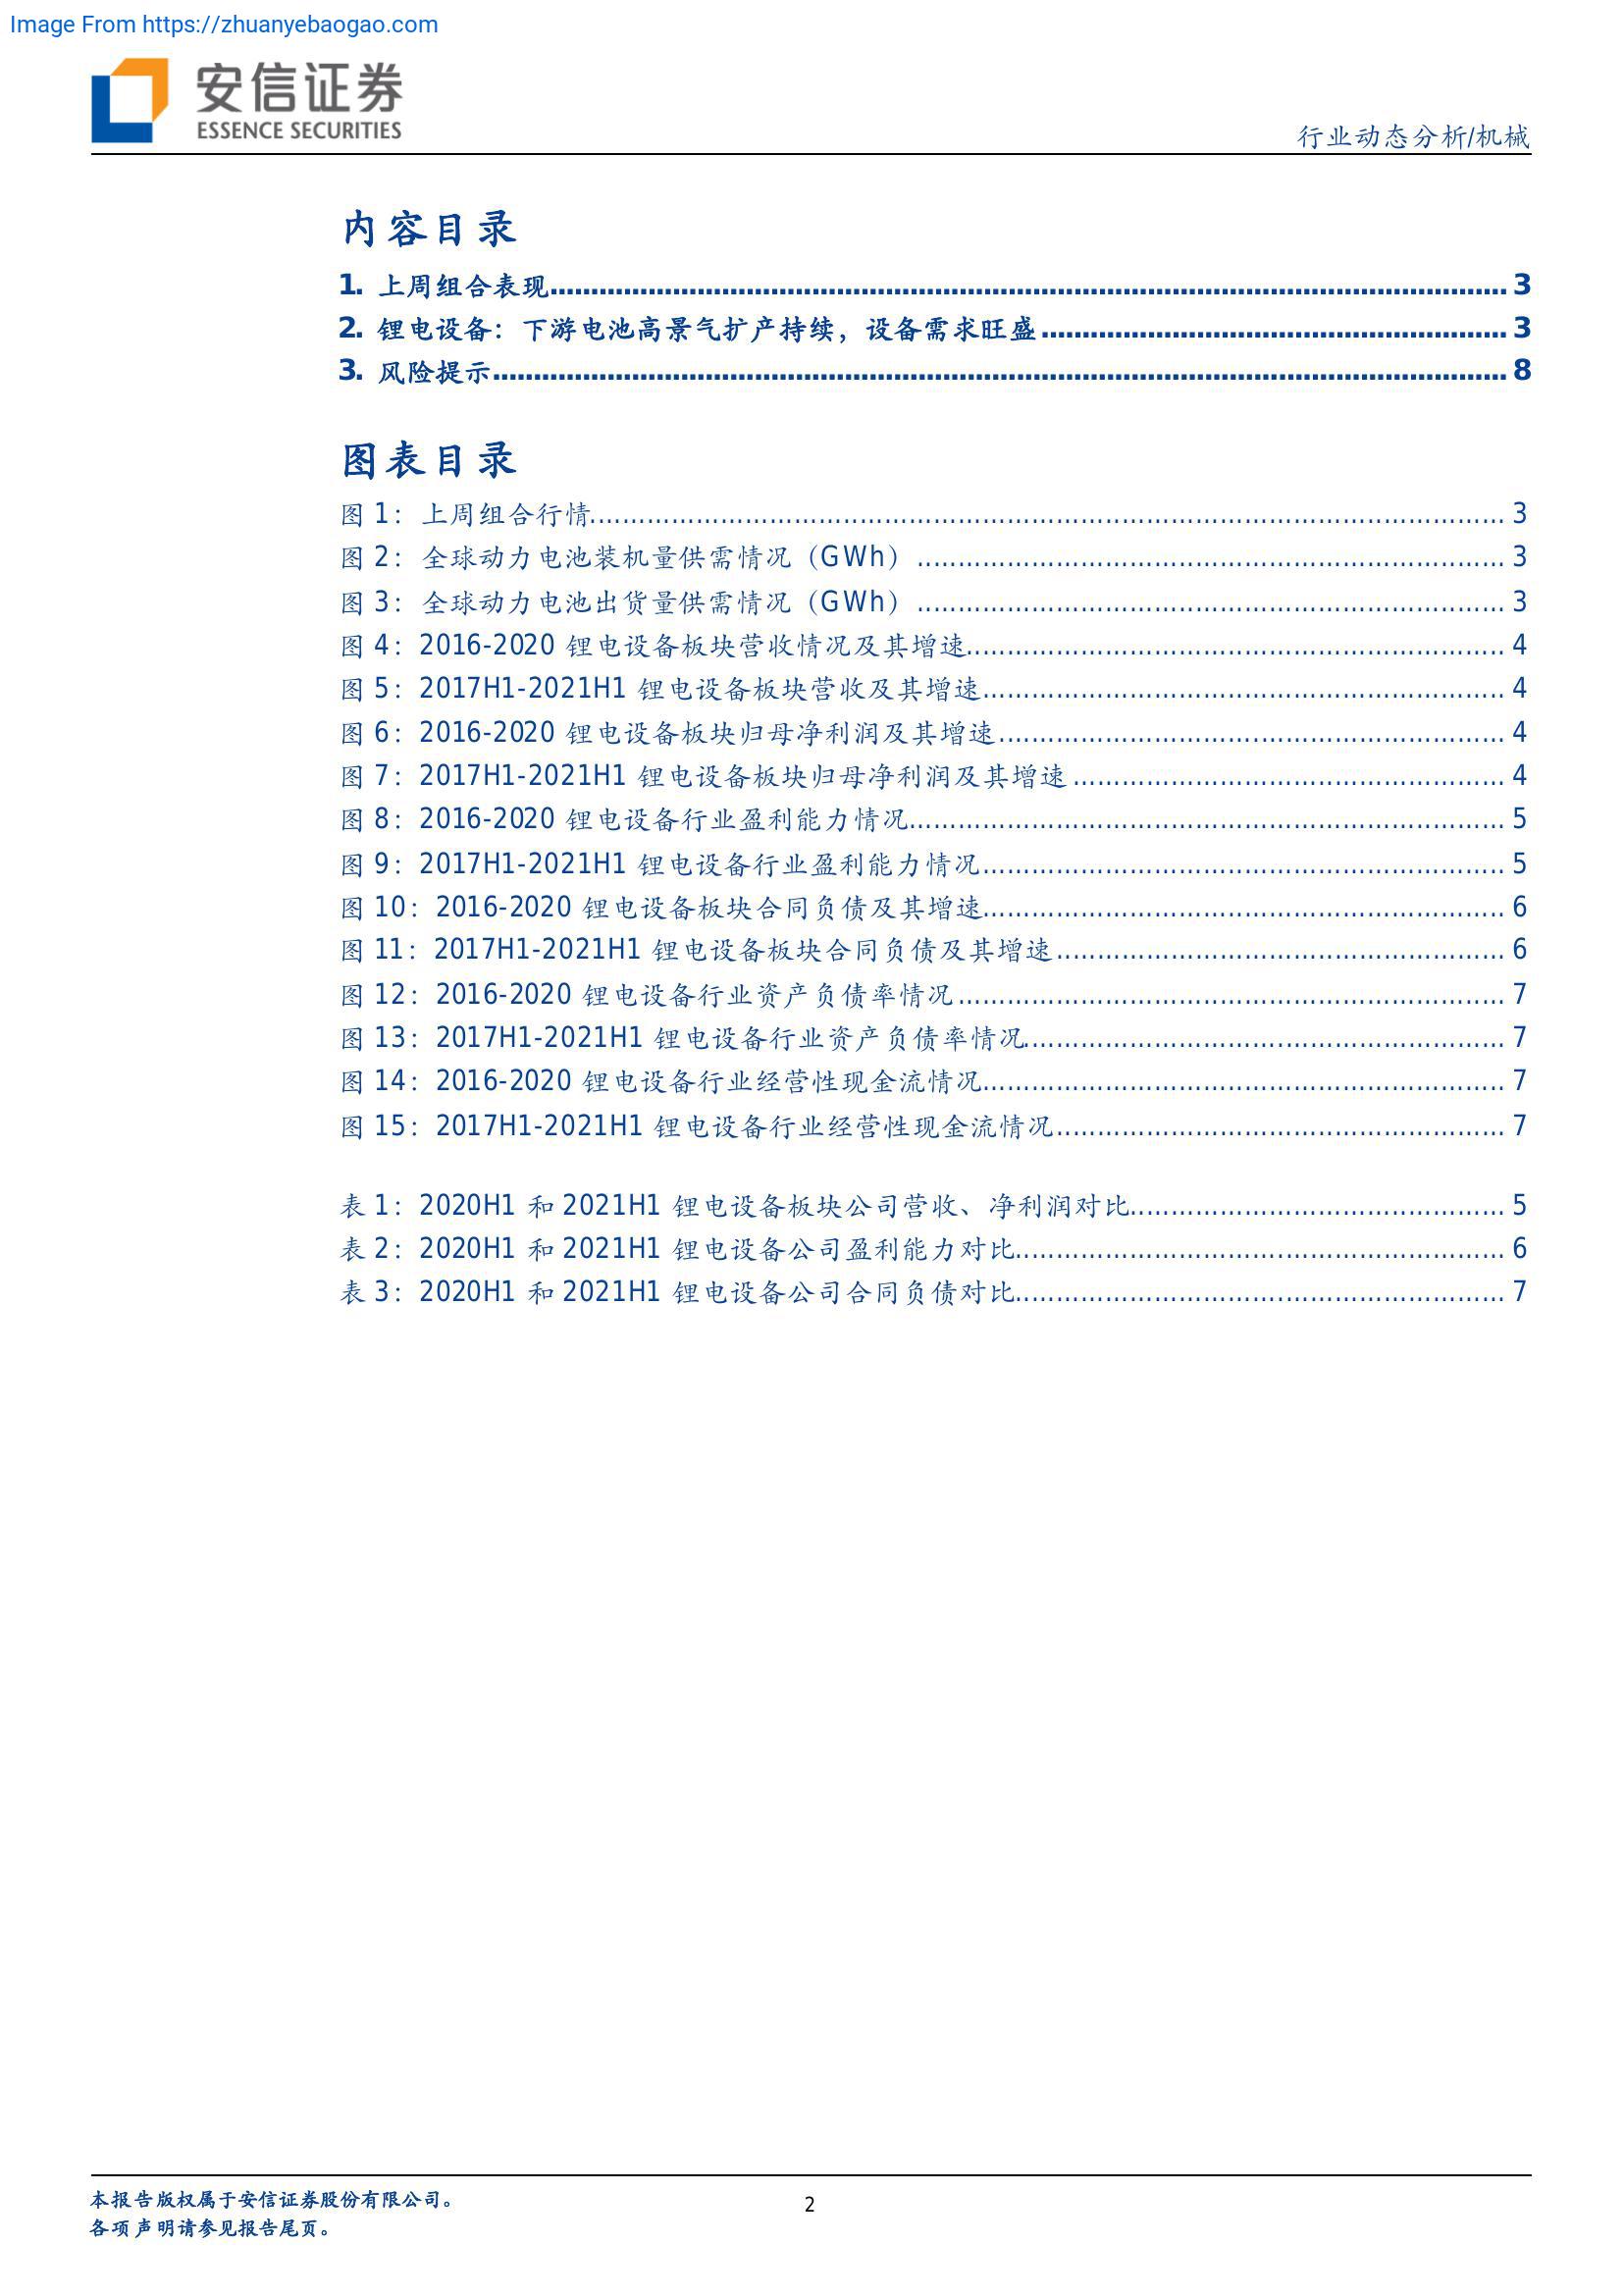 Image From https://zhuanyebaogao.com
安信证券
ESSENCE SECURITIES
行业动态分析/机械
内容目录
1. 上周组合表现 3
2. 锂电设备：下游电池高景气扩产持续，设备需求旺盛 3
3. 风险提示 8
图表目录
图 1：上周组合行情 3
图 2：全球动力电池装机量供需情况（GWh） 3
图 3：全球动力电池出货量供需情况（GWh） 3
图 4：2016-2020 锂电设备板块营收情况及其增速 4
图 5：2017H1-2021H1 锂电设备板块营收及其增速 4
图 6：2016-2020 锂电设备板块归母净利润及其增速 4
图 7：2017H1-2021H1 锂电设备板块归母净利润及其增速 4
图 8：2016-2020 锂电设备行业盈利能力情况 5
图 9：2017H1-2021H1 锂电设备行业盈利能力情况 5
图 10：2016-2020 锂电设备板块合同负债及其增速 6
图 11：2017H1-2021H1 锂电设备板块合同负债及其增速 6
图 12：2016-2020 锂电设备行业资产负债率情况 7
图 13：2017H1-2021H1 锂电设备行业资产负债率情况 7
图 14：2016-2020 锂电设备行业经营性现金流情况 7
图 15：2017H1-2021H1 锂电设备行业经营性现金流情况 7
表 1：2020H1 和 2021H1 锂电设备板块公司营收、净利润对比 5
表 2：2020H1 和 2021H1 锂电设备公司盈利能力对比 6
表 3：2020H1 和 2021H1 锂电设备公司合同负债对比 7
本报告版权属于安信证券股份有限公司。
各项声明请参见报告尾页。
2